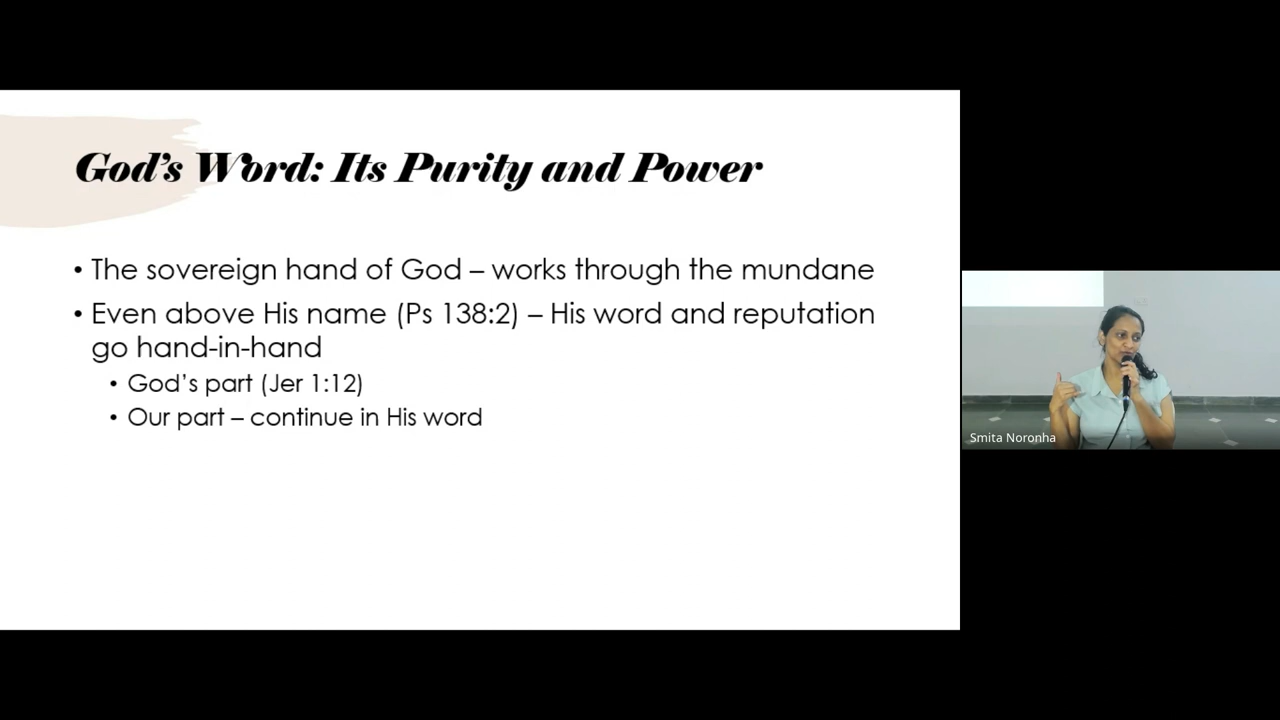 God's Word: Its Purity and Power
• The sovereign hand of God – works through the mundane
• Even above His name (Ps 138:2) – His word and reputation
go hand-in-hand
• God's part (Jer 1:12)
• Our part – continue in His word
Smita Noronha